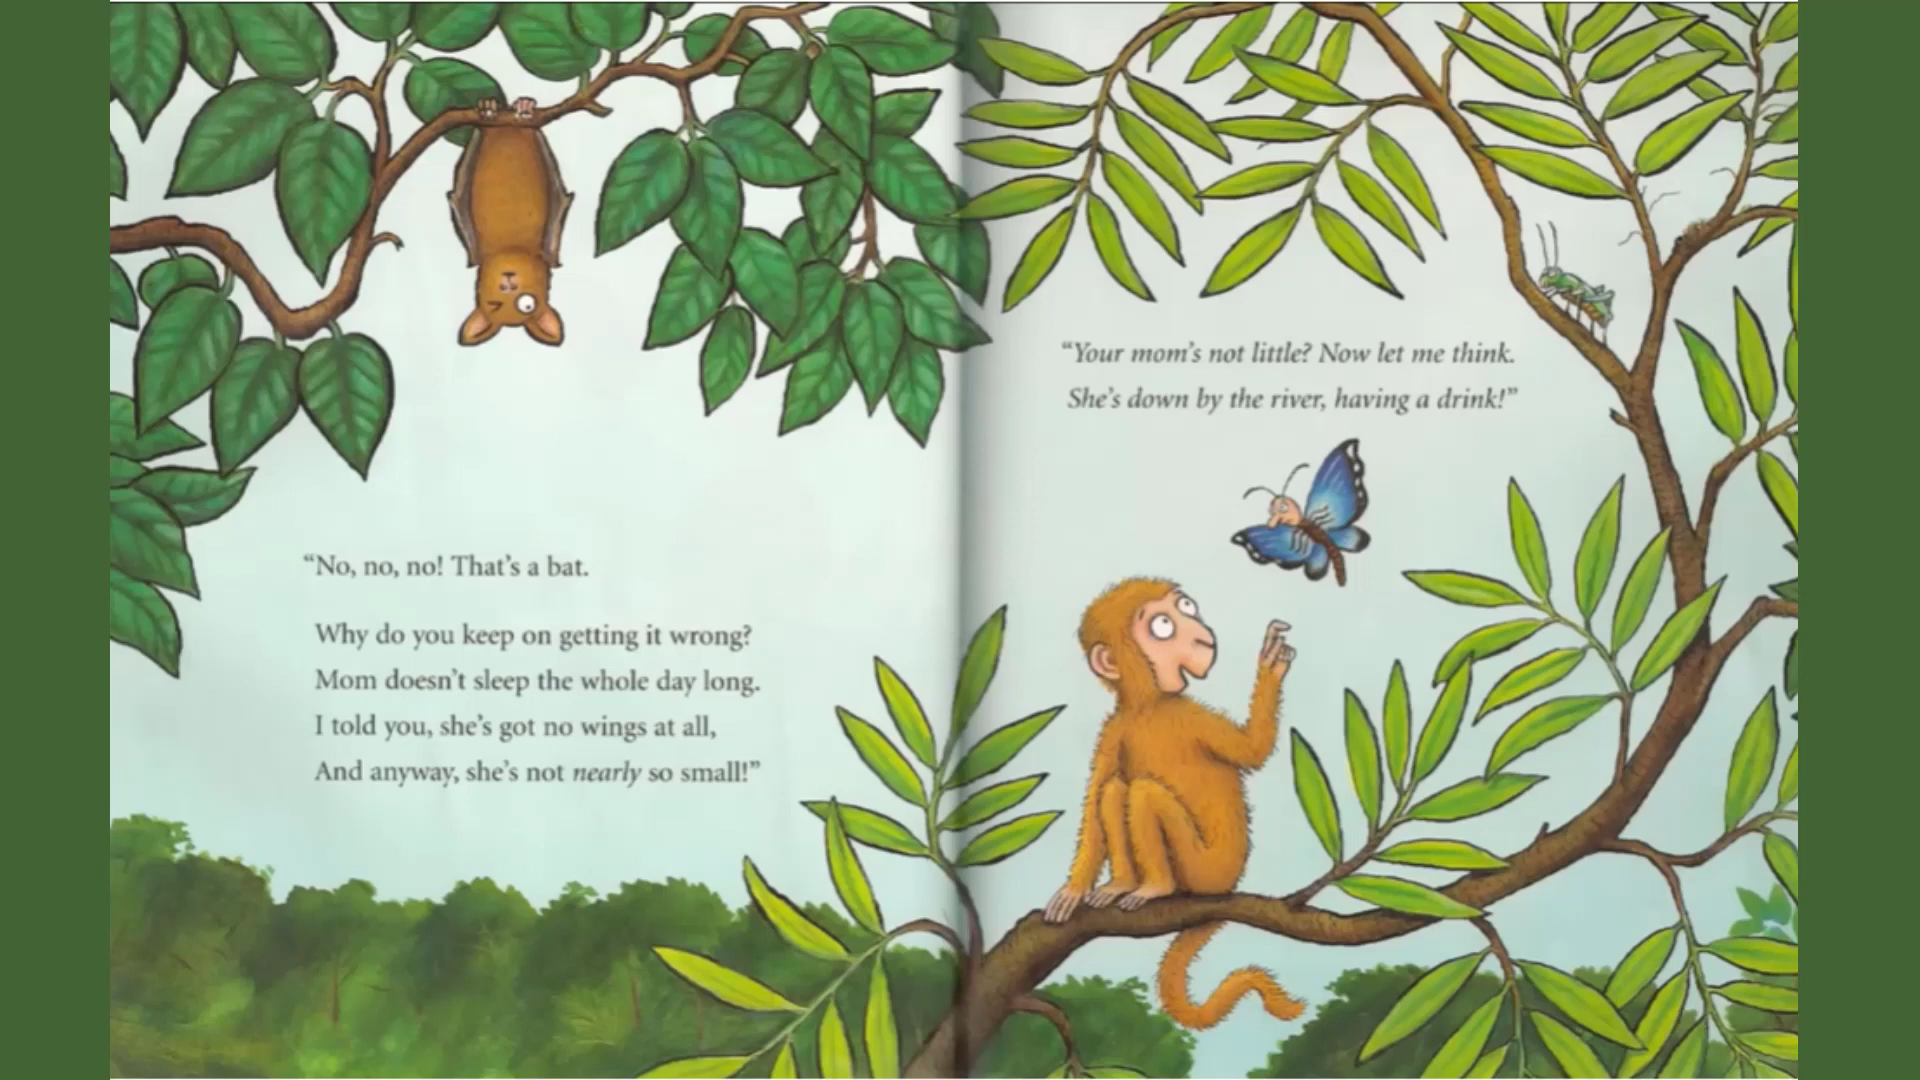 “No, no, no! That’s a bat.
Why do you keep on getting it wrong?
Mom doesn’t sleep the whole day long.
I told you, she’s got no wings at all,
And anyway, she’s not nearly so small!”
“Your mom’s not little? Now let me think.
She’s down by the river, having a drink!”